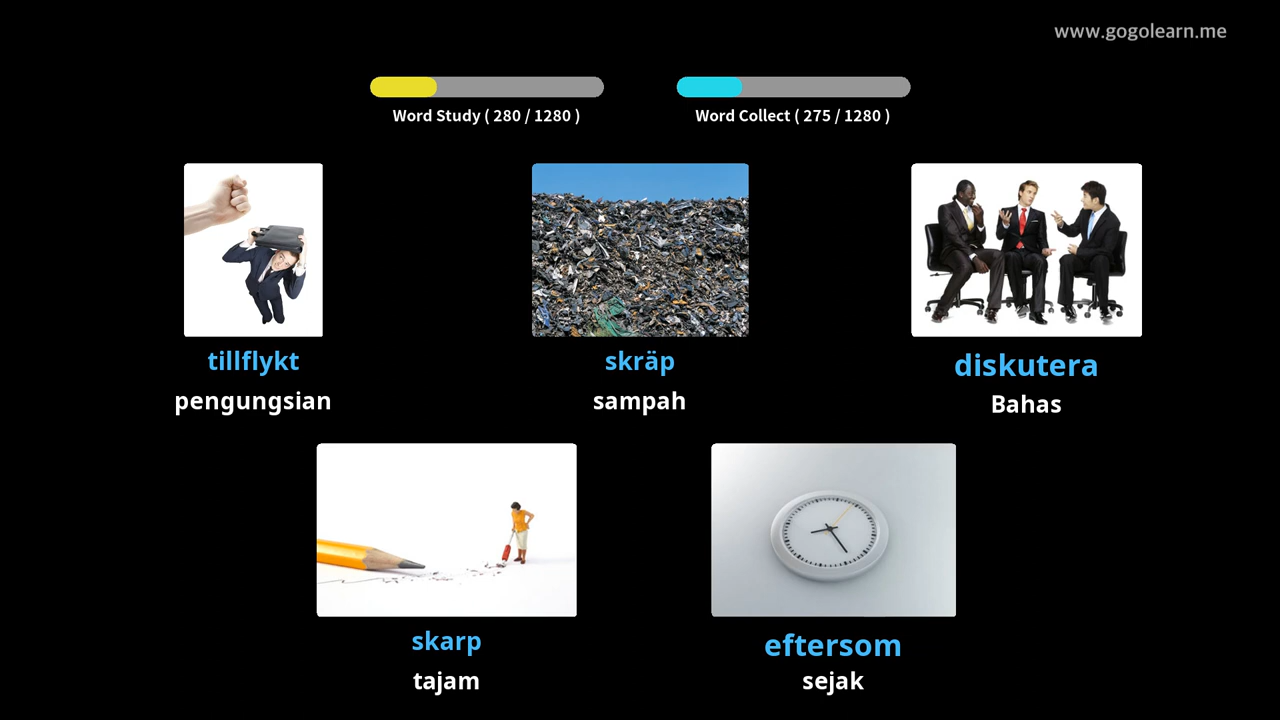 www.gogolearn.me
Word Study ( 280 / 1280 )
Word Collect ( 275 / 1280 )
tillflykt
pengungsian
skräp
sampah
diskutera
Bahas
skarp
tajam
eftersom
sejak